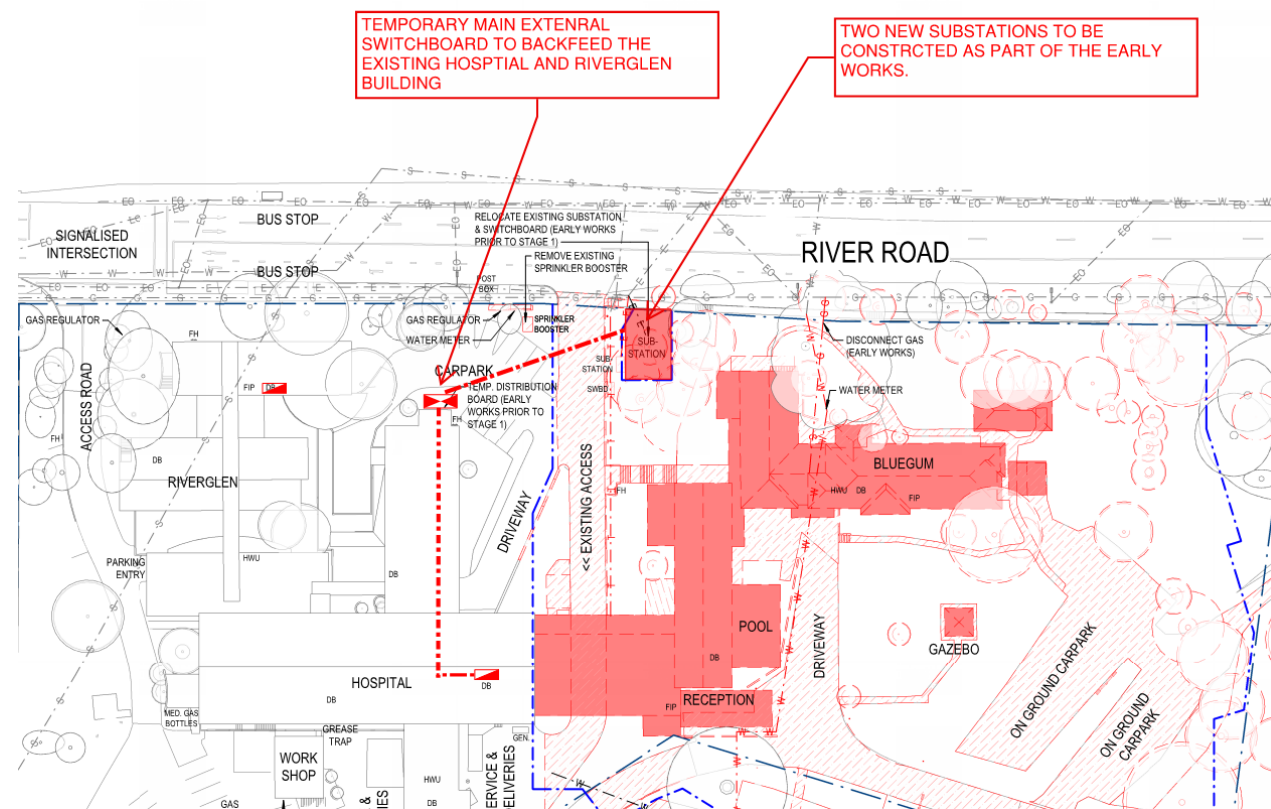 TEMPORARY MAIN EXTENRAL
SWITCHBOARD TO BACKFEED THE
EXISTING HOSPTIAL AND RIVERGLEN
BUILDING
TWO NEW SUBSTATIONS TO BE
CONSTRCTED AS PART OF THE EARLY
WORKS.
BUS STOP
SIGNALISED
INTERSECTION
BUS STOP
RELOCATE EXISTING SUBSTATION
& SWITCHBOARD (EARLY WORKS
PRIOR TO STAGE 1)
REMOVE EXISTING
SPRINKLER BOOSTER
RIVER ROAD
POST
BOX
GAS REGULATOR
FH
GAS REGULATOR
WATER METER
SPRINKLER
BOOSTER
SUB-
STATION
DISCONNECT GAS
(EARLY WORKS)
CARPARK
SUB
STATION
SWBD
FIP
DB
TEMP. DISTRIBUTION
BOARD (EARLY
WORKS PRIOR TO
STAGE 1)
FH
WATER METER
ACCESS ROAD
FH
DB
RIVERGLEN
BLUEGUM
HWU
DB
FIP
FH
DRIVEWAY
<< EXISTING ACCESS
PARKING
ENTRY
HWU
DB
POOL
DRIVEWAY
GAZEBO
DB
ON GROUND CARPARK
ON GROUND
CARPARK
HOSPITAL
DB
DB
RECEPTION
FIP
MED. GAS
BOTTLES
GREASE
TRAP
GEN.
WORK
SHOP
SERVICE &
DELIVERIES
HWU
DB
GAS